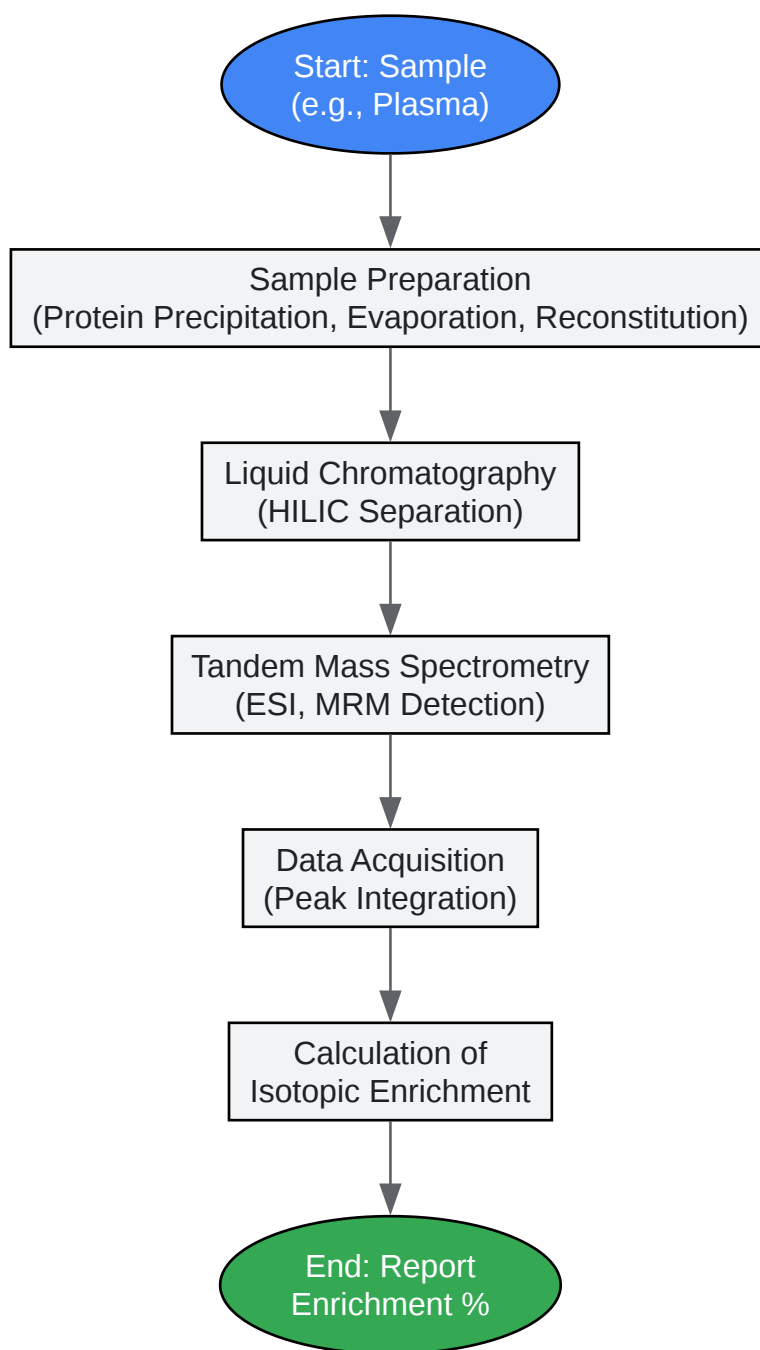 Start: Sample
(e.g., Plasma)
Sample Preparation
(Protein Precipitation, Evaporation, Reconstitution)
Liquid Chromatography
(HILIC Separation)
Tandem Mass Spectrometry
(ESI, MRM Detection)
Data Acquisition
(Peak Integration)
Calculation of
Isotopic Enrichment
End: Report
Enrichment %